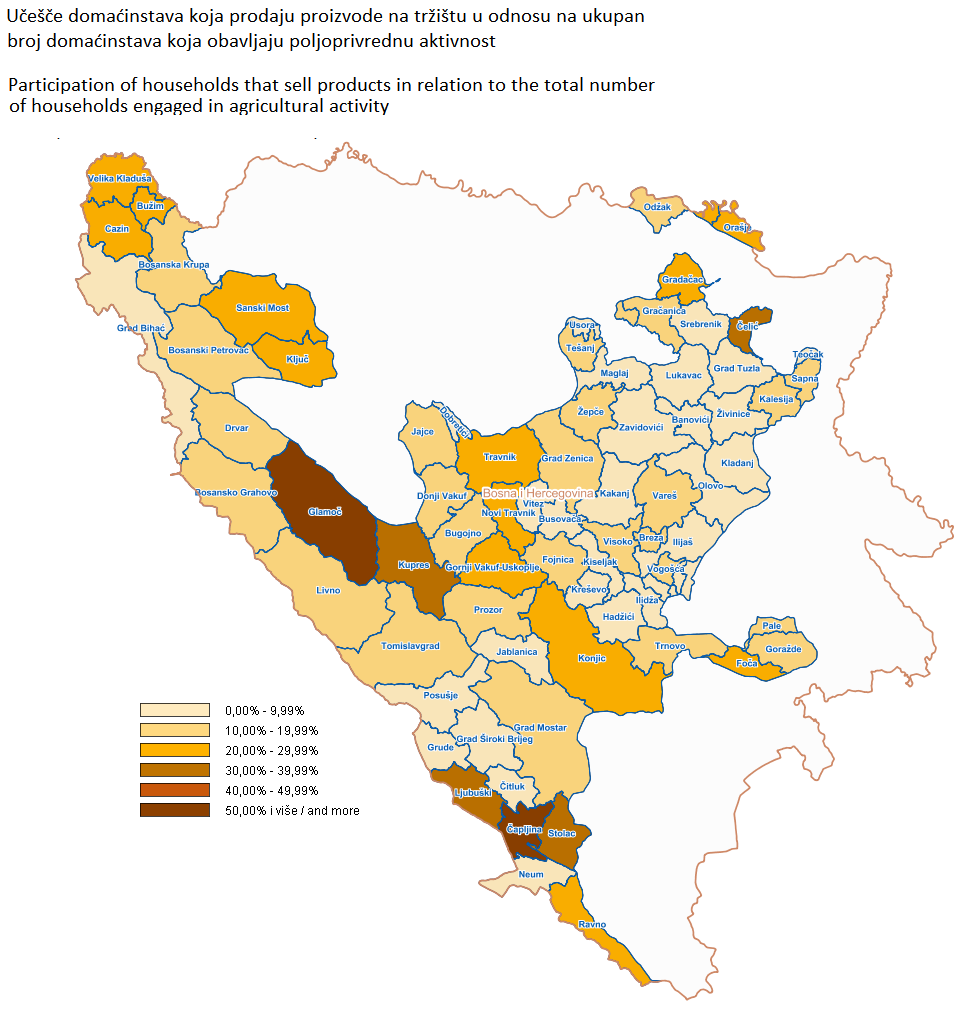 Učešće domaćinstava koja prodaju proizvode na tržištu u odnosu na ukupan
broj domaćinstava koja obavljaju poljoprivrednu aktivnost
Participation of households that sell products in relation to the total number
of households engaged in agricultural activity
Velika Kladuša
Bužim
Cazin
Bosanska Krupa
Odžak
Orašje
Gradačac
Sanski Most
Gračanica
Srebrenik
Čelić
Grad Bihać
Usora
Tešanj
Bosanski Petrovac
Ključ
Teočak
Maglaj
Lukavac
Grad Tuzla
Sapna
Kalesija
Drvar
Jajce
Dobretići
Žepče
Zavidovići
Banovići
Živinice
Travnik
Grad Zenica
Kladanj
Bosansko Grahovo
Donji Vakuf
Bosna i Hercegovina
Kakanj
Vareš
Olovo
Glamoč
Vitez
Novi Travnik
Busovača
Bugojno
Visoko
Breza
Ilijaš
Kupres
Gornji Vakuf-Uskoplje
Fojnica
Kiseljak
Vogošća
Livno
Kreševo
Ilidža
Prozor
Hadžići
Pale
Tomislavgrad
Jablanica
Konjic
Trnovo
Goražde
Foča
Posušje
Grad Mostar
Grad Široki Brijeg
Grude
Ljubuški
Čitluk
Čapljina
Stolac
Neum
Ravno
0,00% - 9,99%
10,00% - 19,99%
20,00% - 29,99%
30,00% - 39,99%
40,00% - 49,99%
50,00% i više / and more